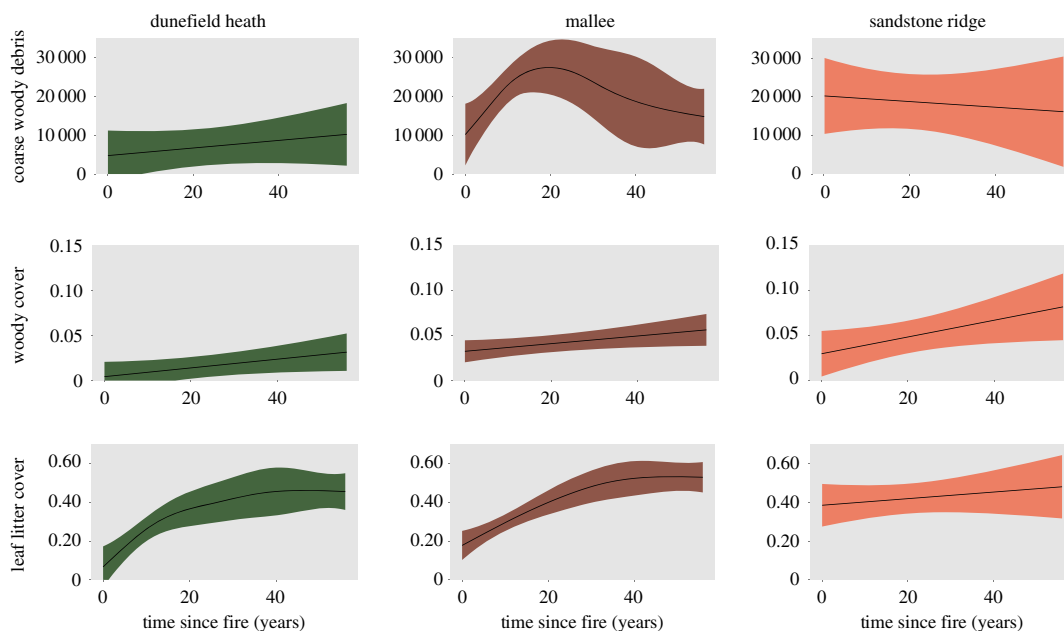 dunefield heath mallee sandstone ridge
coarse woody debris
30 000 30 000 30 000
20 000 20 000 20 000
10 000 10 000 10 000
0 0 0
0 20 40 0 20 40 0 20 40
woody cover
0.15 0.15 0.15
0.10 0.10 0.10
0.05 0.05 0.05
0 0 0
0 20 40 0 20 40 0 20 40
leaf litter cover
0.60 0.60 0.60
0.40 0.40 0.40
0.20 0.20 0.20
0 0 0
0 20 40 0 20 40 0 20 40
time since fire (years) time since fire (years) time since fire (years)